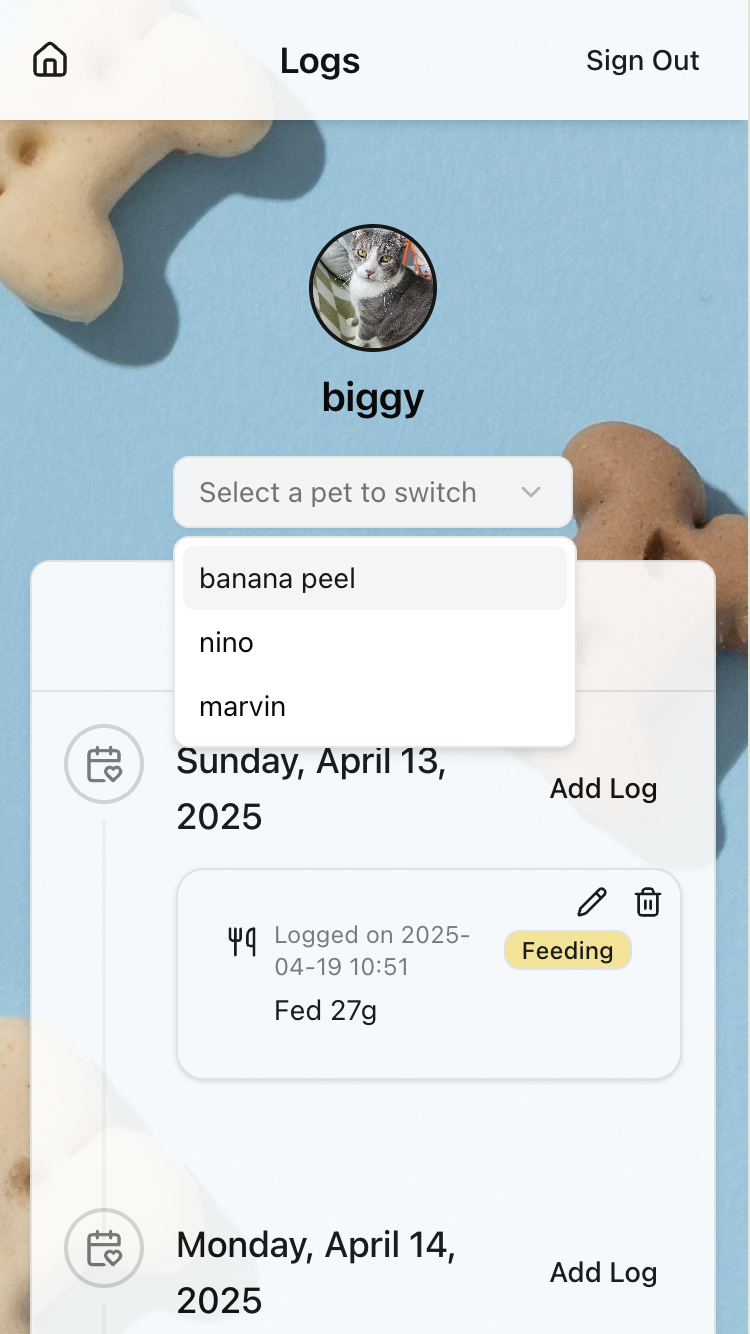 Logs
Sign Out
biggy
Select a pet to switch
banana peel
nino
marvin
Sunday, April 13,
2025
Add Log
Logged on 2025-
04-19 10:51
Feeding
Fed 27g
Monday, April 14,
2025
Add Log